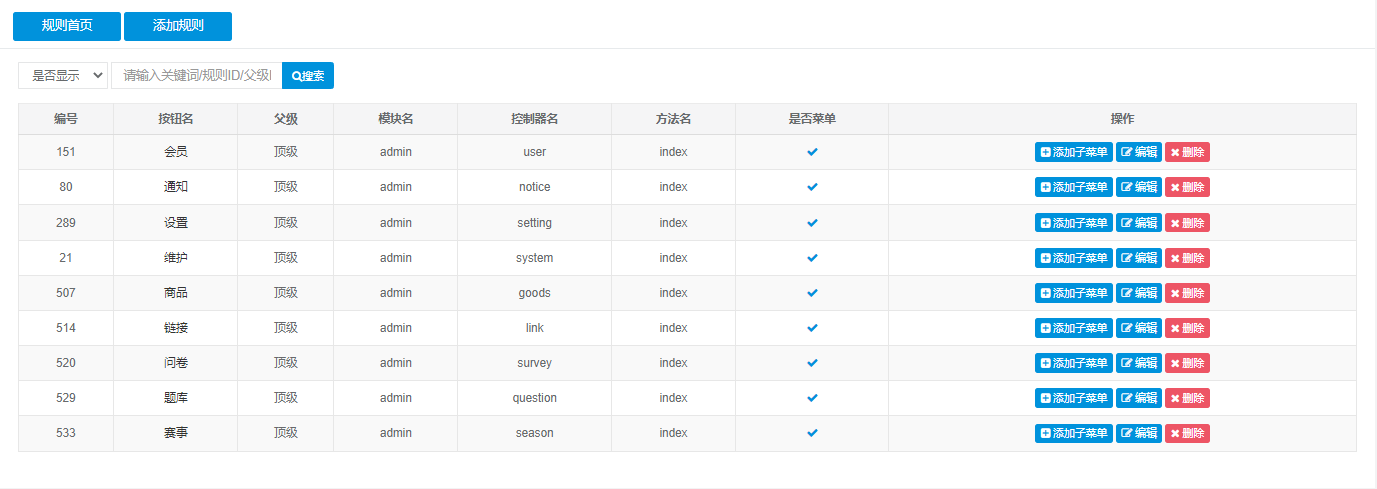 规则首页 添加规则
是否显示 请输入关键词/规则ID/父级I 搜索
编号 按钮名 父级 模块名 控制器名 方法名 是否菜单 操作
151 会员 顶级 admin user index 添加子菜单 编辑 删除
80 通知 顶级 admin notice index 添加子菜单 编辑 删除
289 设置 顶级 admin setting index 添加子菜单 编辑 删除
21 维护 顶级 admin system index 添加子菜单 编辑 删除
507 商品 顶级 admin goods index 添加子菜单 编辑 删除
514 链接 顶级 admin link index 添加子菜单 编辑 删除
520 问卷 顶级 admin survey index 添加子菜单 编辑 删除
529 题库 顶级 admin question index 添加子菜单 编辑 删除
533 赛事 顶级 admin season index 添加子菜单 编辑 删除